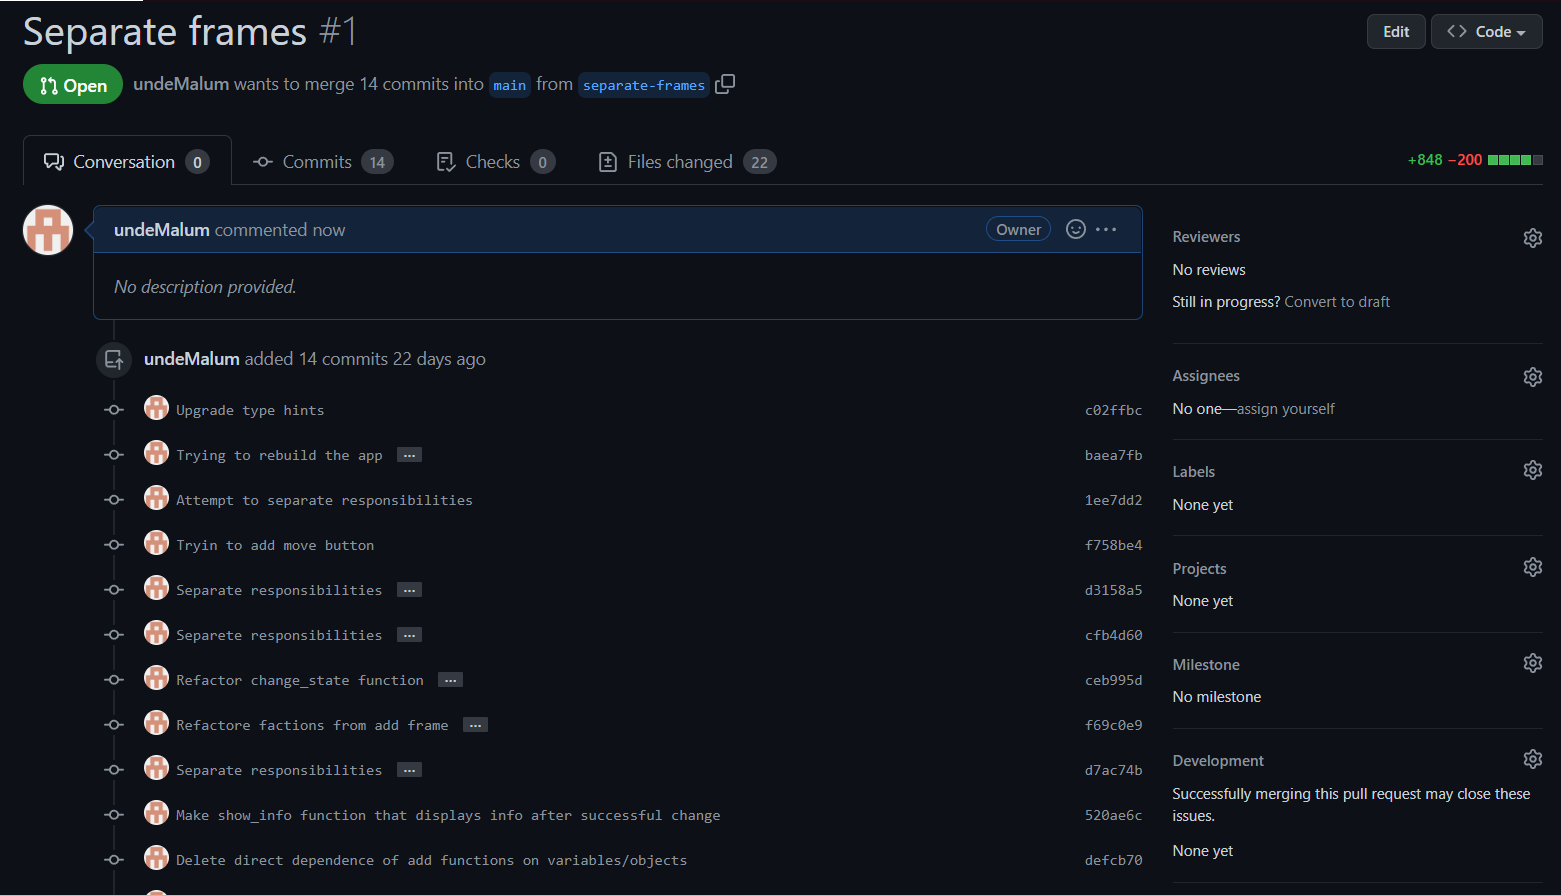 Separate frames #1
Edit
Code
Open
undeMalum wants to merge 14 commits into main from separate-frames
Conversation 0
Commits 14
Checks 0
Files changed 22
+848 −200
undeMalum commented now
Owner
No description provided.
undeMalum added 14 commits 22 days ago
Upgrade type hints c02ffbc
Trying to rebuild the app … baea7fb
Attempt to separate responsibilities 1ee7dd2
Tryin to add move button f758be4
Separate responsibilities … d3158a5
Separete responsibilities … cfb4d60
Refactor change_state function … ceb995d
Refactore factions from add frame … f69c0e9
Separate responsibilities … d7ac74b
Make show_info function that displays info after successful change 520ae6c
Delete direct dependence of add functions on variables/objects defcb70
Reviewers
No reviews
Still in progress? Convert to draft
Assignees
No one—assign yourself
Labels
None yet
Projects
None yet
Milestone
No milestone
Development
Successfully merging this pull request may close these
issues.
None yet